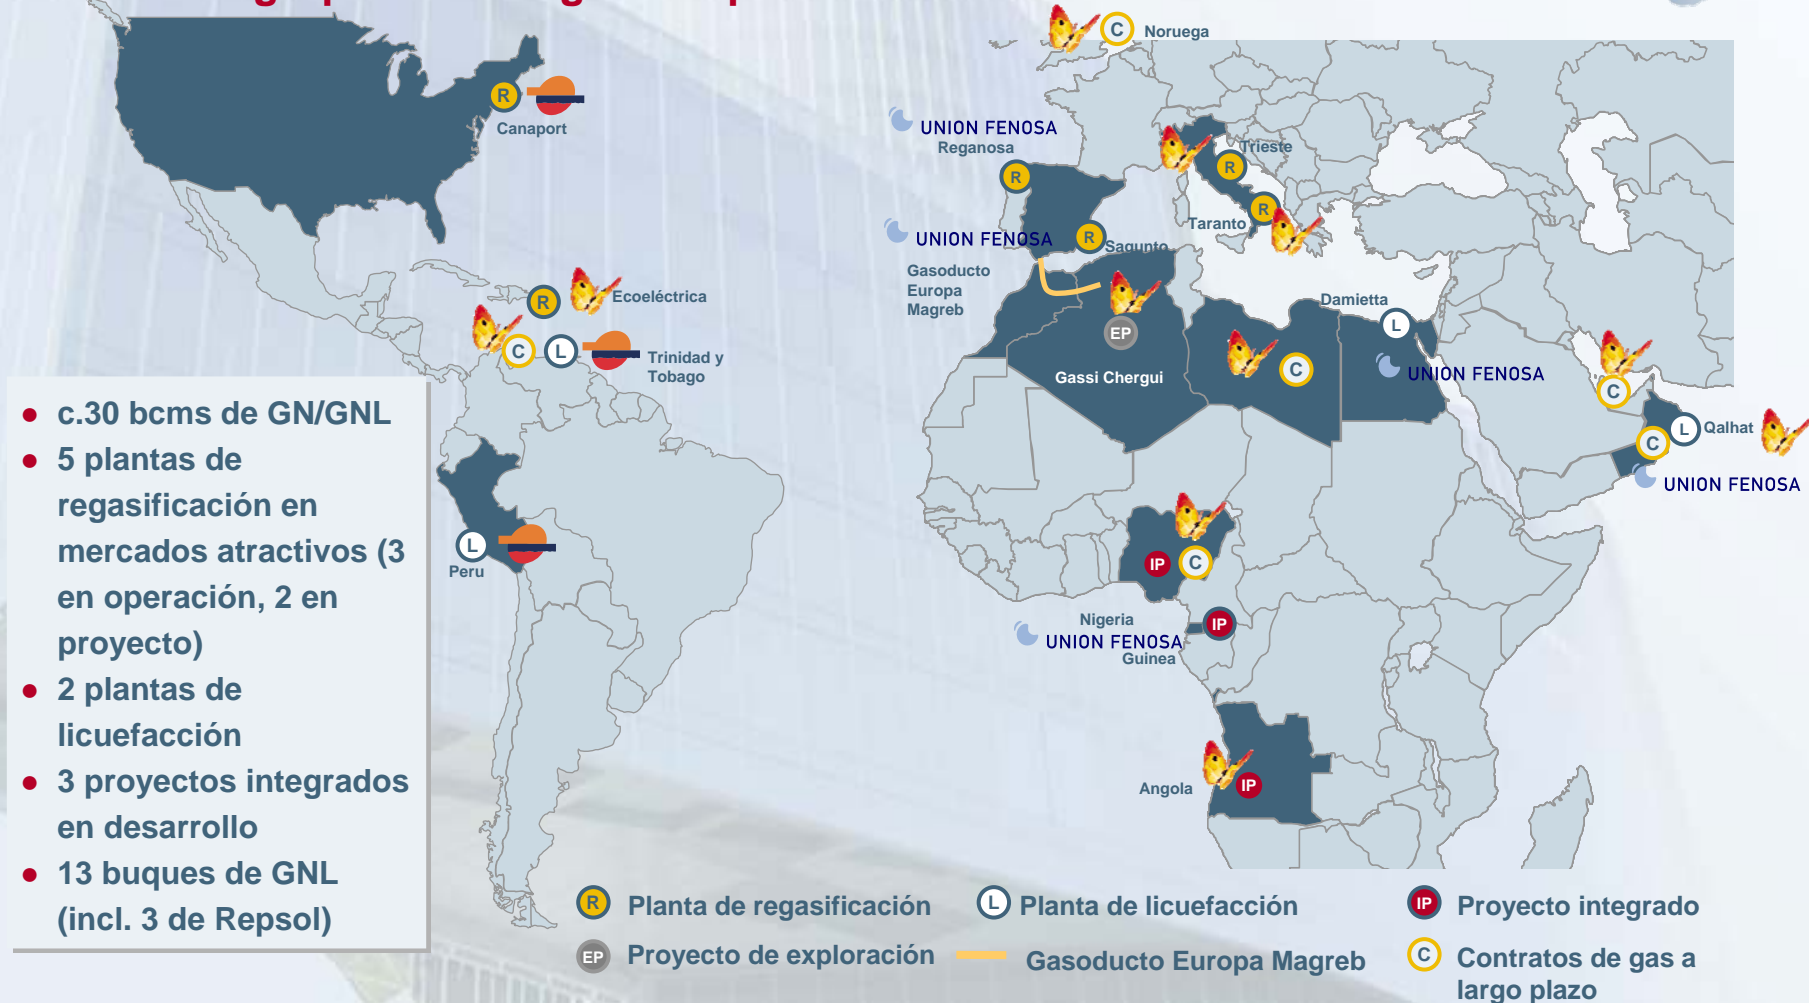 C Noruega
R
Canaport
UNION FENOSA
Reganosa
R
Trieste
R
R
Taranto
UNION FENOSA
R
Sagunto
Gasoducto
Europa
Magreb
R
Ecoeléctrica
C
L
Trinidad y
Tobago
EP
Gassi Chergui
C
Damietta
L
UNION FENOSA
C
C
L
Qalhat
UNION FENOSA
L
Peru
IP
C
Nigeria
UNION FENOSA
IP
Guinea
Angola
IP
• c.30 bcms de GN/GNL
• 5 plantas de
regasificación en
mercados atractivos (3
en operación, 2 en
proyecto)
• 2 plantas de
licuefacción
• 3 proyectos integrados
en desarrollo
• 13 buques de GNL
(incl. 3 de Repsol)
R Planta de regasificación
L Planta de licuefacción
IP Proyecto integrado
EP Proyecto de exploración
Gasoducto Europa Magreb
C Contratos de gas a
largo plazo